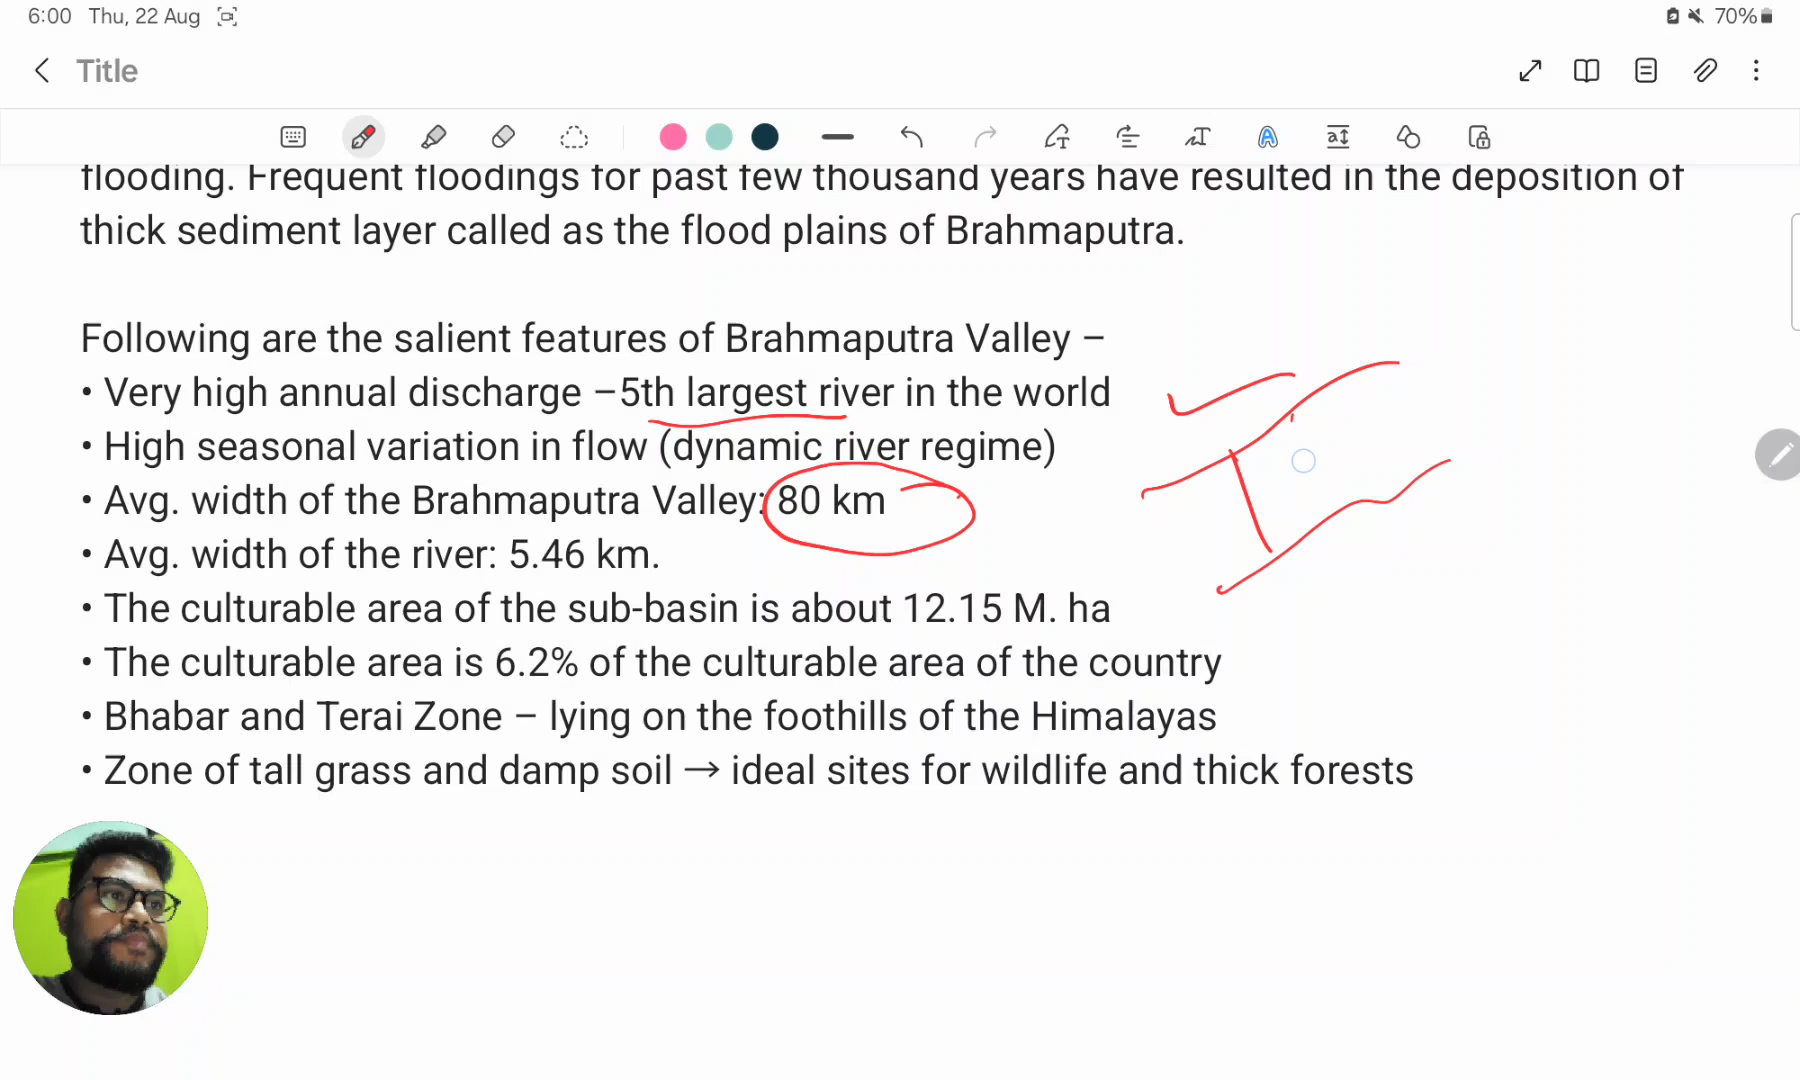 6:00 Thu, 22 Aug 70%
Title
flooding. Frequent floodings for past few thousand years have resulted in the deposition of
thick sediment layer called as the flood plains of Brahmaputra.
Following are the salient features of Brahmaputra Valley –
• Very high annual discharge –5th largest river in the world
• High seasonal variation in flow (dynamic river regime)
• Avg. width of the Brahmaputra Valley: 80 km
• Avg. width of the river: 5.46 km.
• The culturable area of the sub-basin is about 12.15 M. ha
• The culturable area is 6.2% of the culturable area of the country
• Bhabar and Terai Zone – lying on the foothills of the Himalayas
• Zone of tall grass and damp soil → ideal sites for wildlife and thick forests